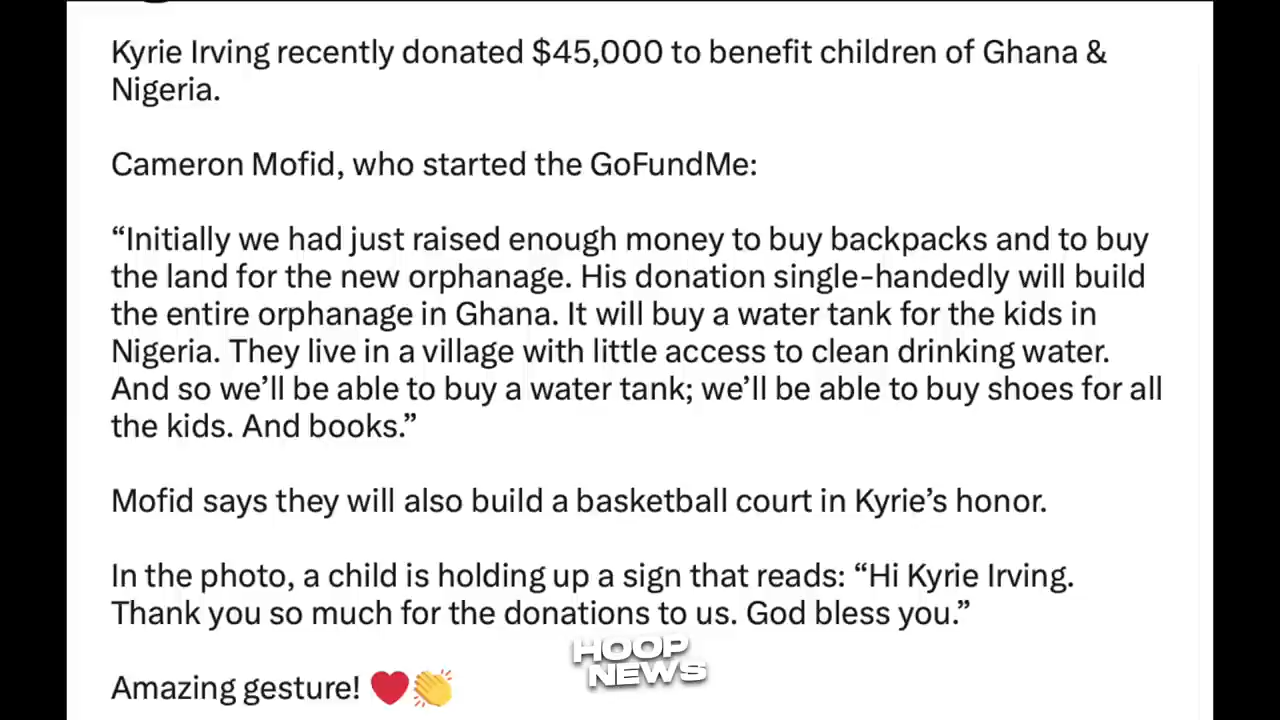 Kyrie Irving recently donated $45,000 to benefit children of Ghana &
Nigeria.
Cameron Mofid, who started the GoFundMe:
“Initially we had just raised enough money to buy backpacks and to buy
the land for the new orphanage. His donation single-handedly will build
the entire orphanage in Ghana. It will buy a water tank for the kids in
Nigeria. They live in a village with little access to clean drinking water.
And so we’ll be able to buy a water tank; we’ll be able to buy shoes for all
the kids. And books.”
Mofid says they will also build a basketball court in Kyrie’s honor.
In the photo, a child is holding up a sign that reads: “Hi Kyrie Irving.
Thank you so much for the donations to us. God bless you.”
HOOP
NEWS
Amazing gesture! ❤️👏